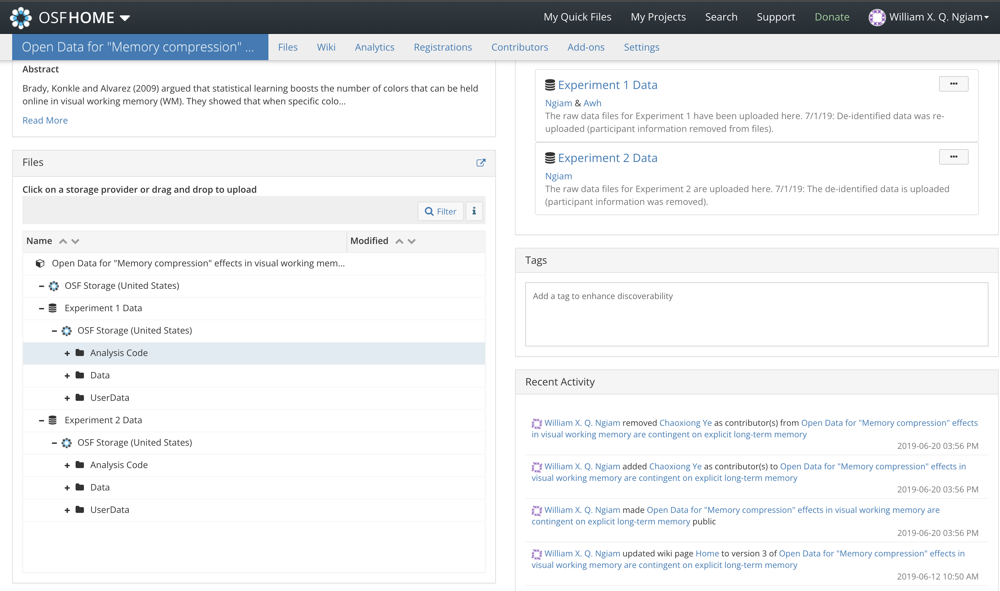 OSFHOME
My Quick Files
My Projects
Search
Support
Donate
William X. Q. Ngiam
Open Data for "Memory compression" ...
Files
Wiki
Analytics
Registrations
Contributors
Add-ons
Settings
Abstract
Brady, Konkle and Alvarez (2009) argued that statistical learning boosts the number of colors that can be held
online in visual working memory (WM). They showed that when specific colo...
Read More
Files
Click on a storage provider or drag and drop to upload
Filter
i
Name
Modified
Open Data for "Memory compression" effects in visual working mem...
OSF Storage (United States)
Experiment 1 Data
OSF Storage (United States)
Analysis Code
Data
UserData
Experiment 2 Data
OSF Storage (United States)
Analysis Code
Data
UserData
Experiment 1 Data
...
Ngiam & Awh
The raw data files for Experiment 1 have been uploaded here. 7/1/19: De-identified data was re-
uploaded (participant information removed from files).
Experiment 2 Data
...
Ngiam
The raw data files for Experiment 2 are uploaded here. 7/1/19: The de-identified data is uploaded
(participant information was removed).
Tags
Add a tag to enhance discoverability
Recent Activity
William X. Q. Ngiam removed Chaoxiong Ye as contributor(s) from Open Data for "Memory compression" effects
in visual working memory are contingent on explicit long-term memory
2019-06-20 03:56 PM
William X. Q. Ngiam added Chaoxiong Ye as contributor(s) to Open Data for "Memory compression" effects in
visual working memory are contingent on explicit long-term memory
2019-06-20 03:56 PM
William X. Q. Ngiam made Open Data for "Memory compression" effects in visual working memory are
contingent on explicit long-term memory public
2019-06-20 03:56 PM
William X. Q. Ngiam updated wiki page Home to version 3 of Open Data for "Memory compression" effects in
visual working memory are contingent on explicit long-term memory
2019-06-12 10:50 AM